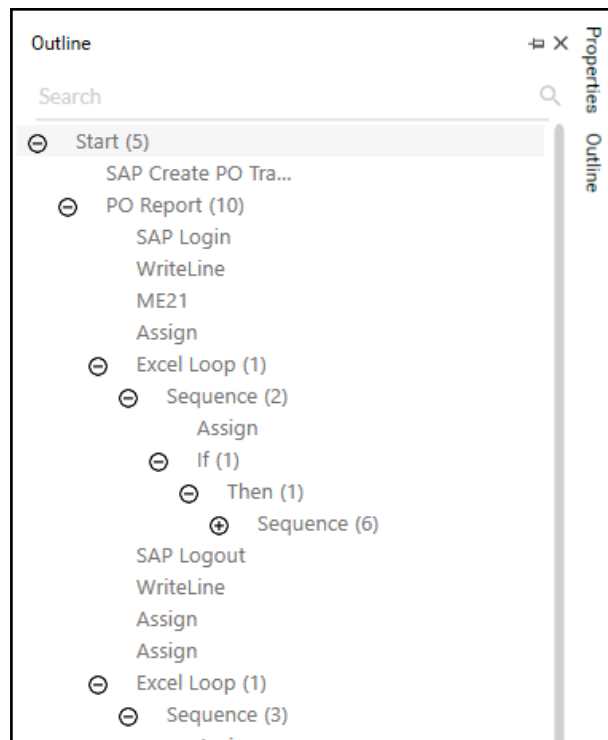 Outline
Search
Start (5)
SAP Create PO Tra...
PO Report (10)
SAP Login
WriteLine
ME21
Assign
Excel Loop (1)
Sequence (2)
Assign
If (1)
Then (1)
Sequence (6)
SAP Logout
WriteLine
Assign
Assign
Excel Loop (1)
Sequence (3)
Properties
Outline